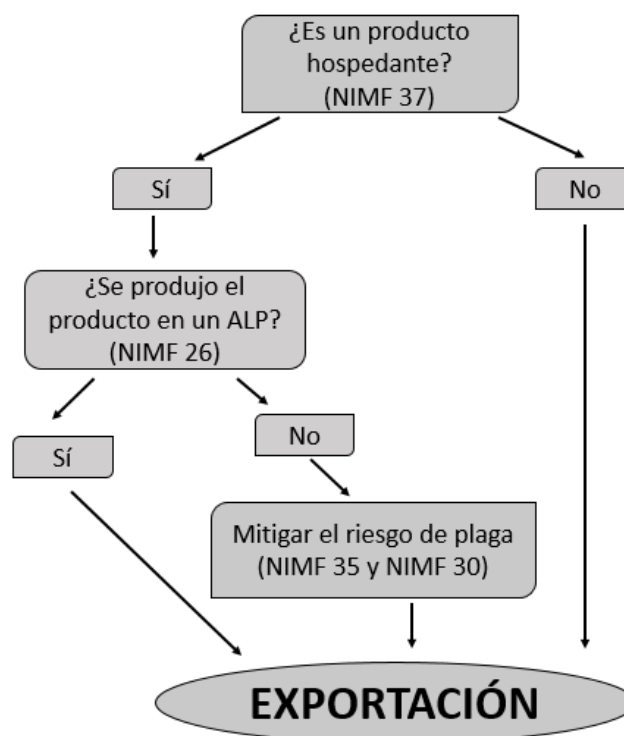 ¿Es un producto
hospedante?
(NIMF 37)
Sí
No
¿Se produjo el
producto en un ALP?
(NIMF 26)
Sí
No
Mitigar el riesgo de plaga
(NIMF 35 y NIMF 30)
EXPORTACIÓN